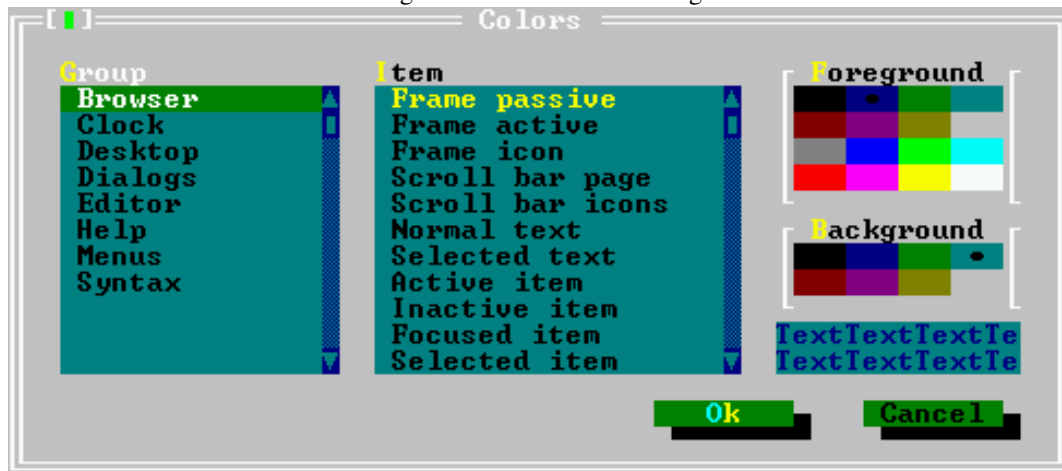 Colors
Group
Browser
Clock
Desktop
Dialogs
Editor
Help
Menus
Syntax
Item
Frame passive
Frame active
Frame icon
Scroll bar page
Scroll bar icons
Normal text
Selected text
Active item
Inactive item
Focused item
Selected item
Foreground
Background
TextTextTextTe
TextTextTextTe
Ok
Cancel